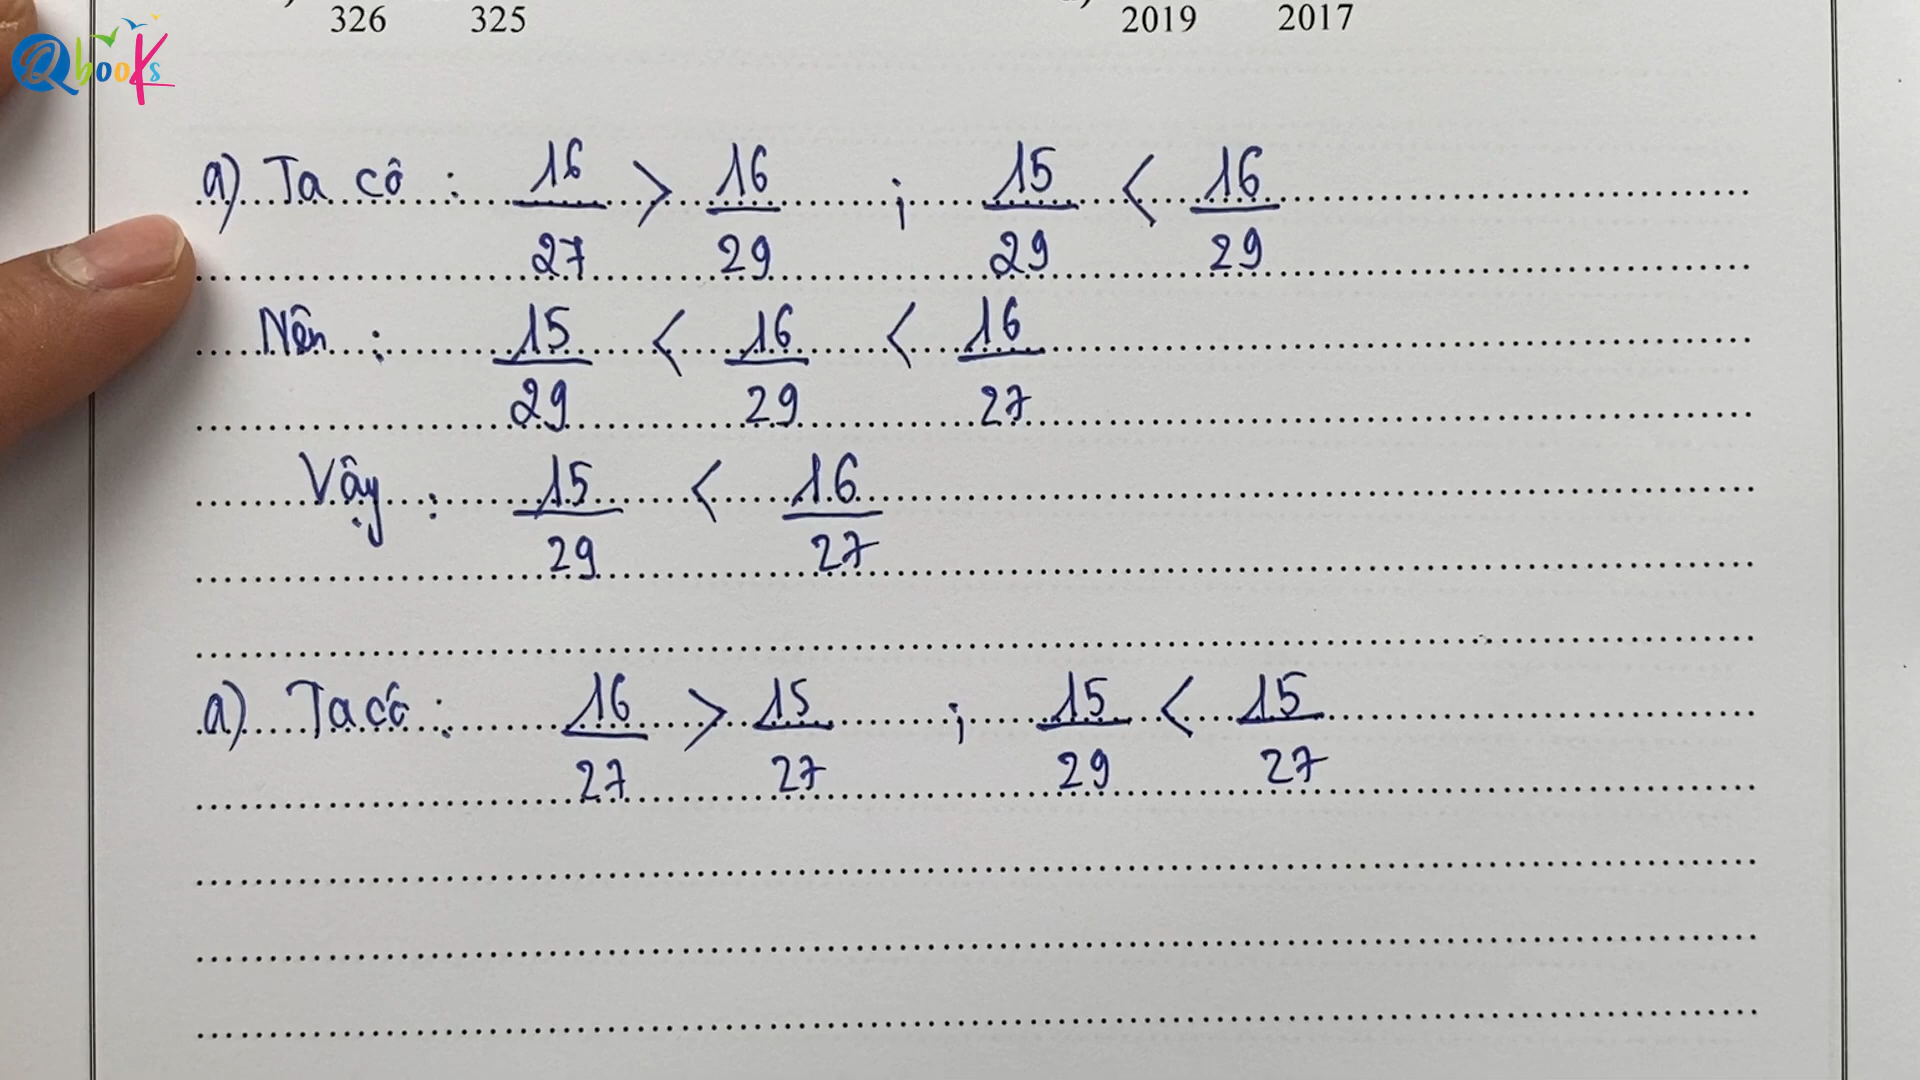 Qbooks
326 325 2019 2017
a) Ta có : 16/27 > 16/29 ; 15/29 < 16/29
Nên : 15/29 < 16/29 < 16/27
Vậy : 15/29 < 16/27
a) Ta có : 16/27 > 15/27 ; 15/29 < 15/27